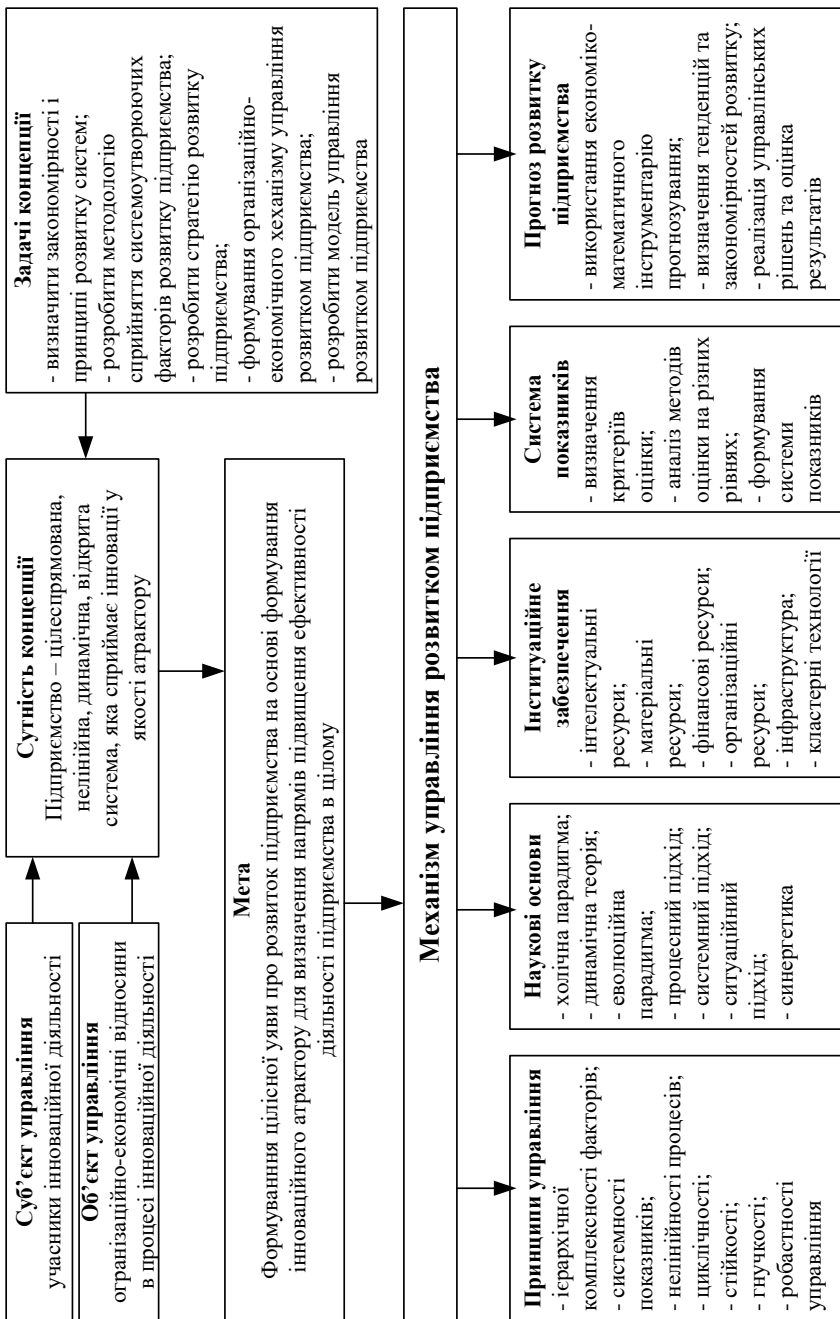 Суб’єкт управління
учасники інноваційної діяльності
Об’єкт управління
огранізаційно-економічні відносини
в процесі інноваційної діяльності
Сутність концепції
Підприємство – цілеспрямована,
нелінійна, динамічна, відкрита
система, яка сприймає інновації у
якості атрактору
Задачі концепції
- визначити закономірності і
принципі розвитку систем;
- розробити методологію
сприйняття системоутворюючих
факторів розвитку підприємства;
- розробити стратегію розвитку
підприємства;
- формування організаційно-
економічного хеханізму управління
розвитком підприємства;
- розробити модель управління
розвитком підприємства
Мета
Формуванння цілісної уяви про розвиток підприємства на основі формування
інноваційного атрактору для визначення напрямів підвищення ефективності
діяльності підприємства в цілому
Механізм управління розвитком підприємства
Принципи управління
- ієрархічної
комплексності факторів;
- системності
показників;
- нелінійності процесів;
- циклічності;
- стійкості;
- гнучкості;
- робастності
управління
Наукові основи
- холічна парадигма;
- динамічна теорія;
- еволюційна
парадигма;
- процесний підхід;
- системний підхід;
- ситуаційний
підхід;
- синергетика
Інституаційне
забезпечення
- інтелектуальні
ресурси;
- матеріальні
ресурси;
- фінансові ресурси;
- організаційні
ресурси;
- інфраструктура;
- кластерні технології
Система
показників
- визначення
критеріїв
оцінки;
- аналіз методів
оцінки на різних
рівнях;
- формування
системи
показників
Прогноз розвитку
підприємства
- використання економіко-
математичного
інструментарію
прогнозування;
- визначення тенденцій та
закономірностей розвитку;
- реалізація управлінських
рішень та оцінка
результатів